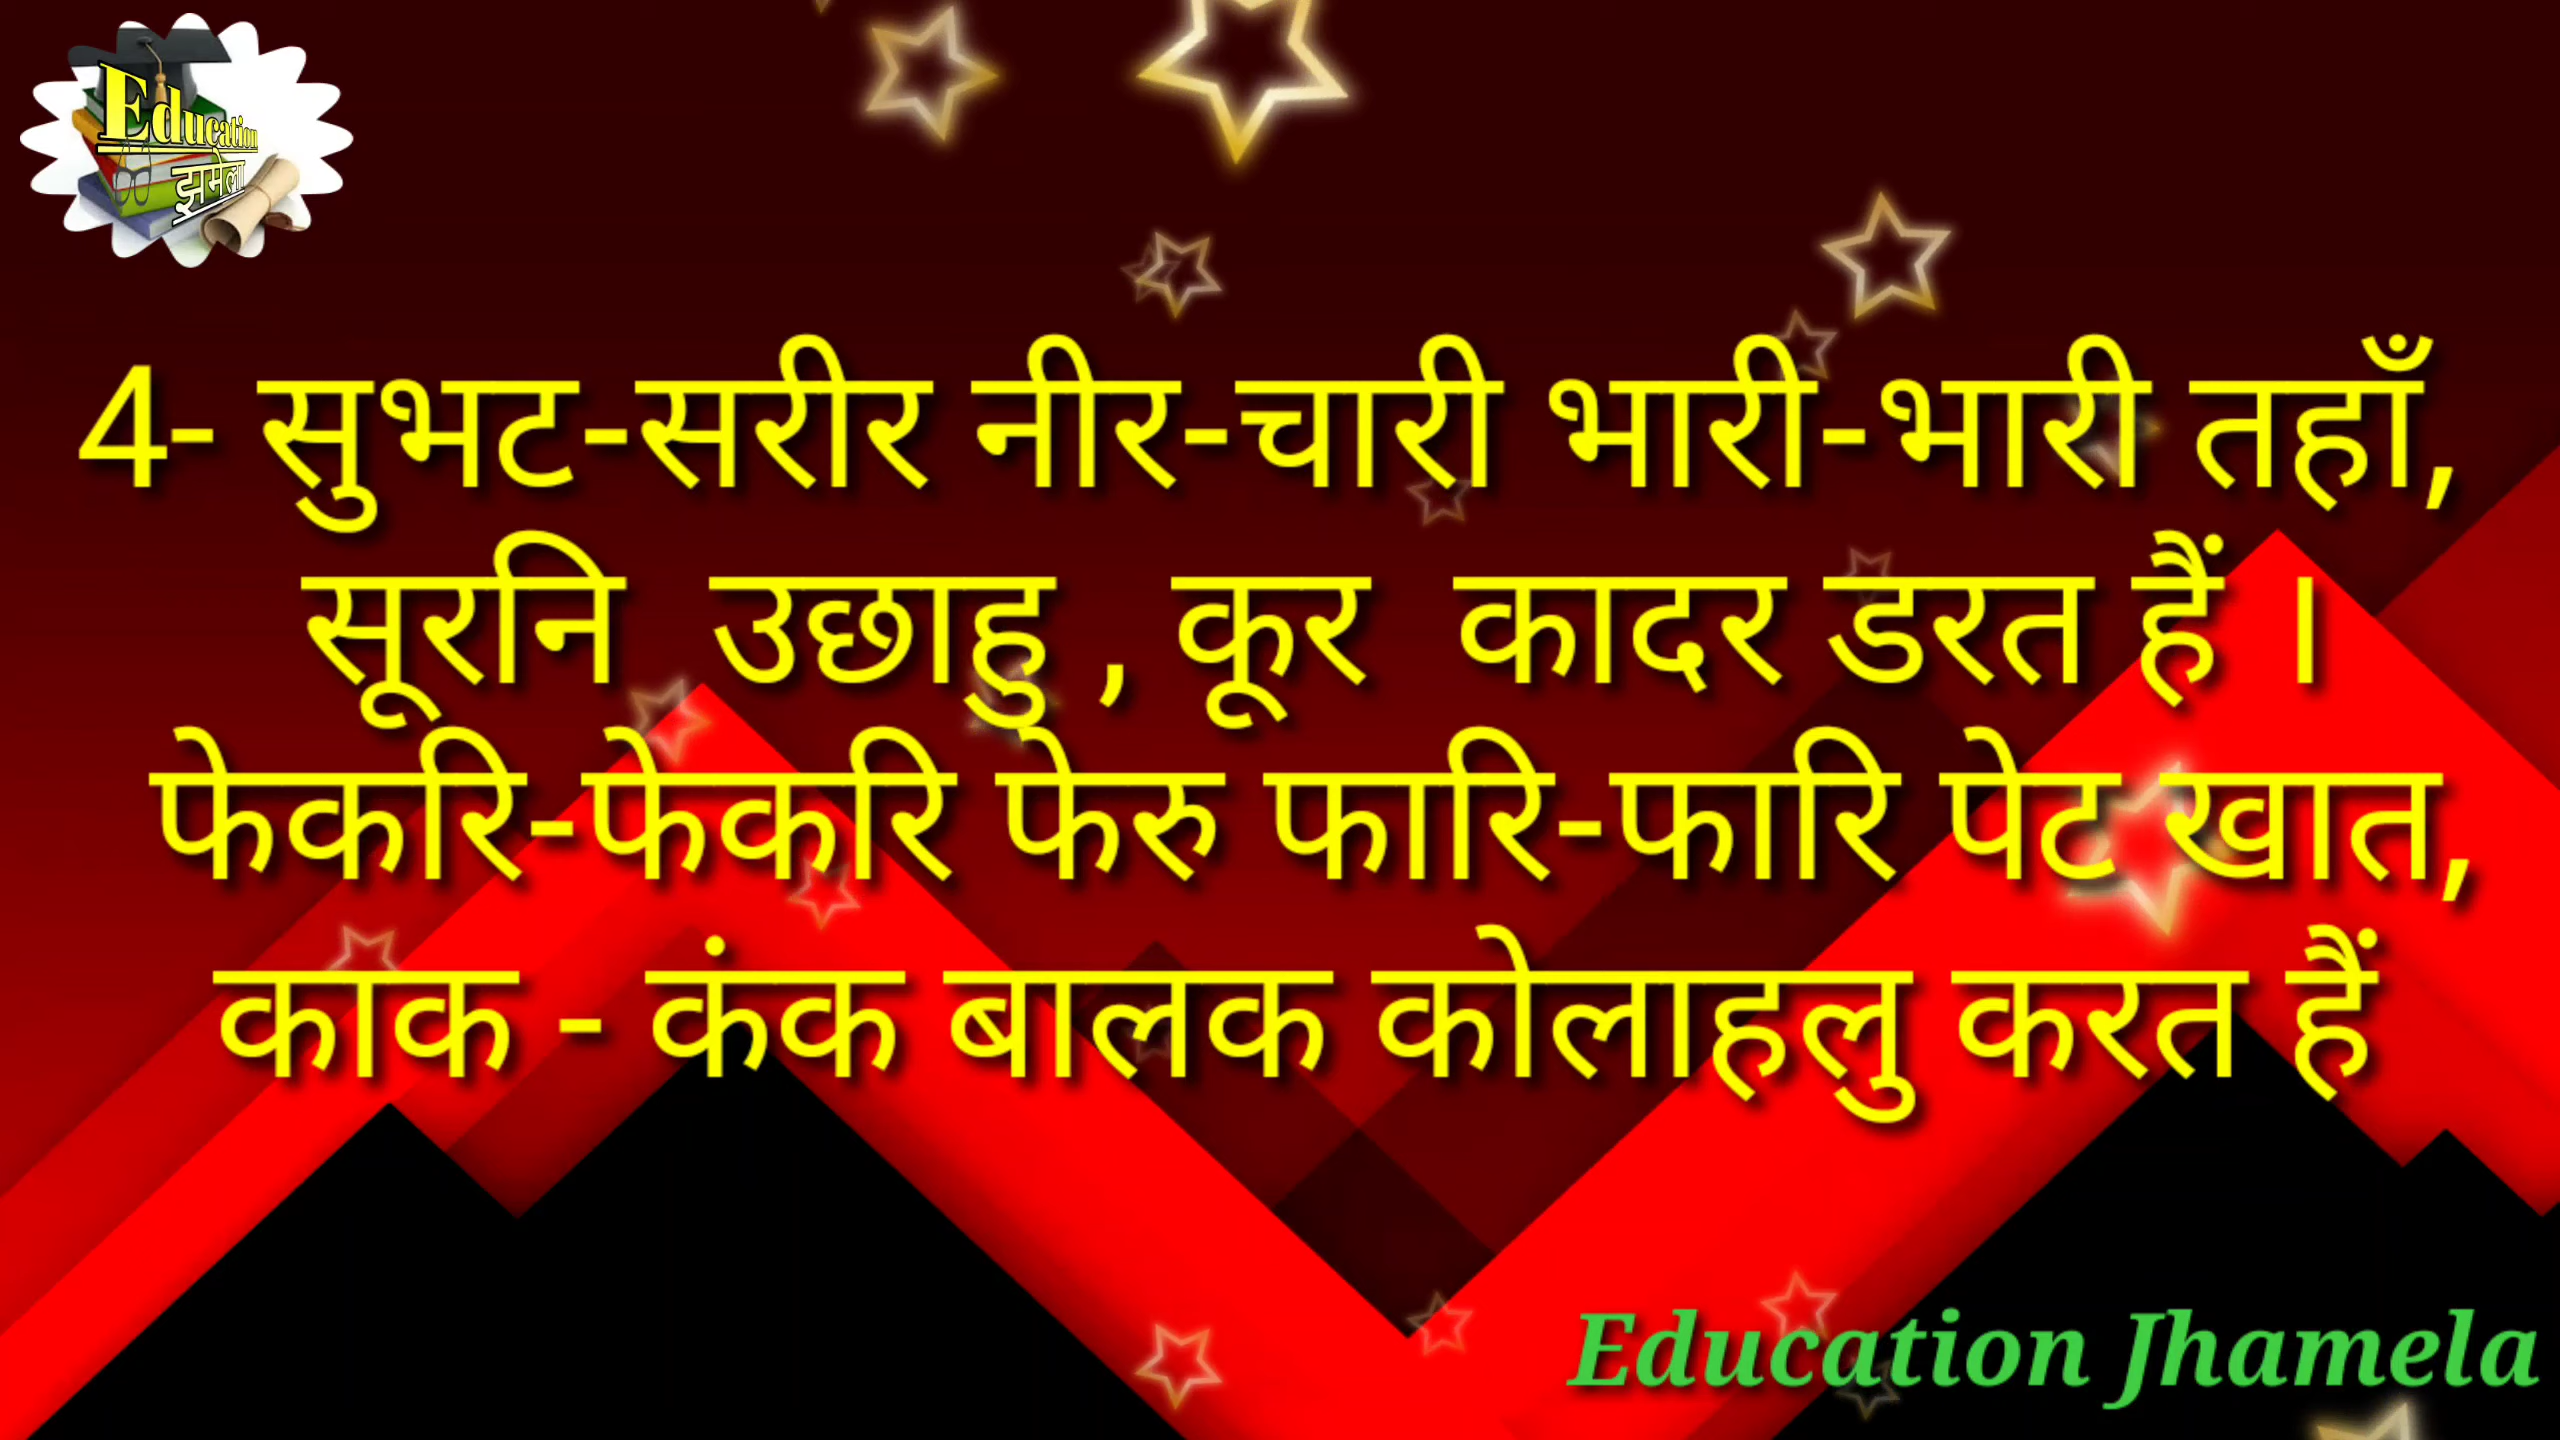 Education
झमेला
4- सुभट-सरीर नीर-चारी भारी-भारी तहाँ,
सूरनि उछाहु , कूर कादर डरत हैं ।
फेकरि-फेकरि फेरु फारि-फारि पेट खात,
काक - कंक बालक कोलाहलु करत हैं
Education Jhamela